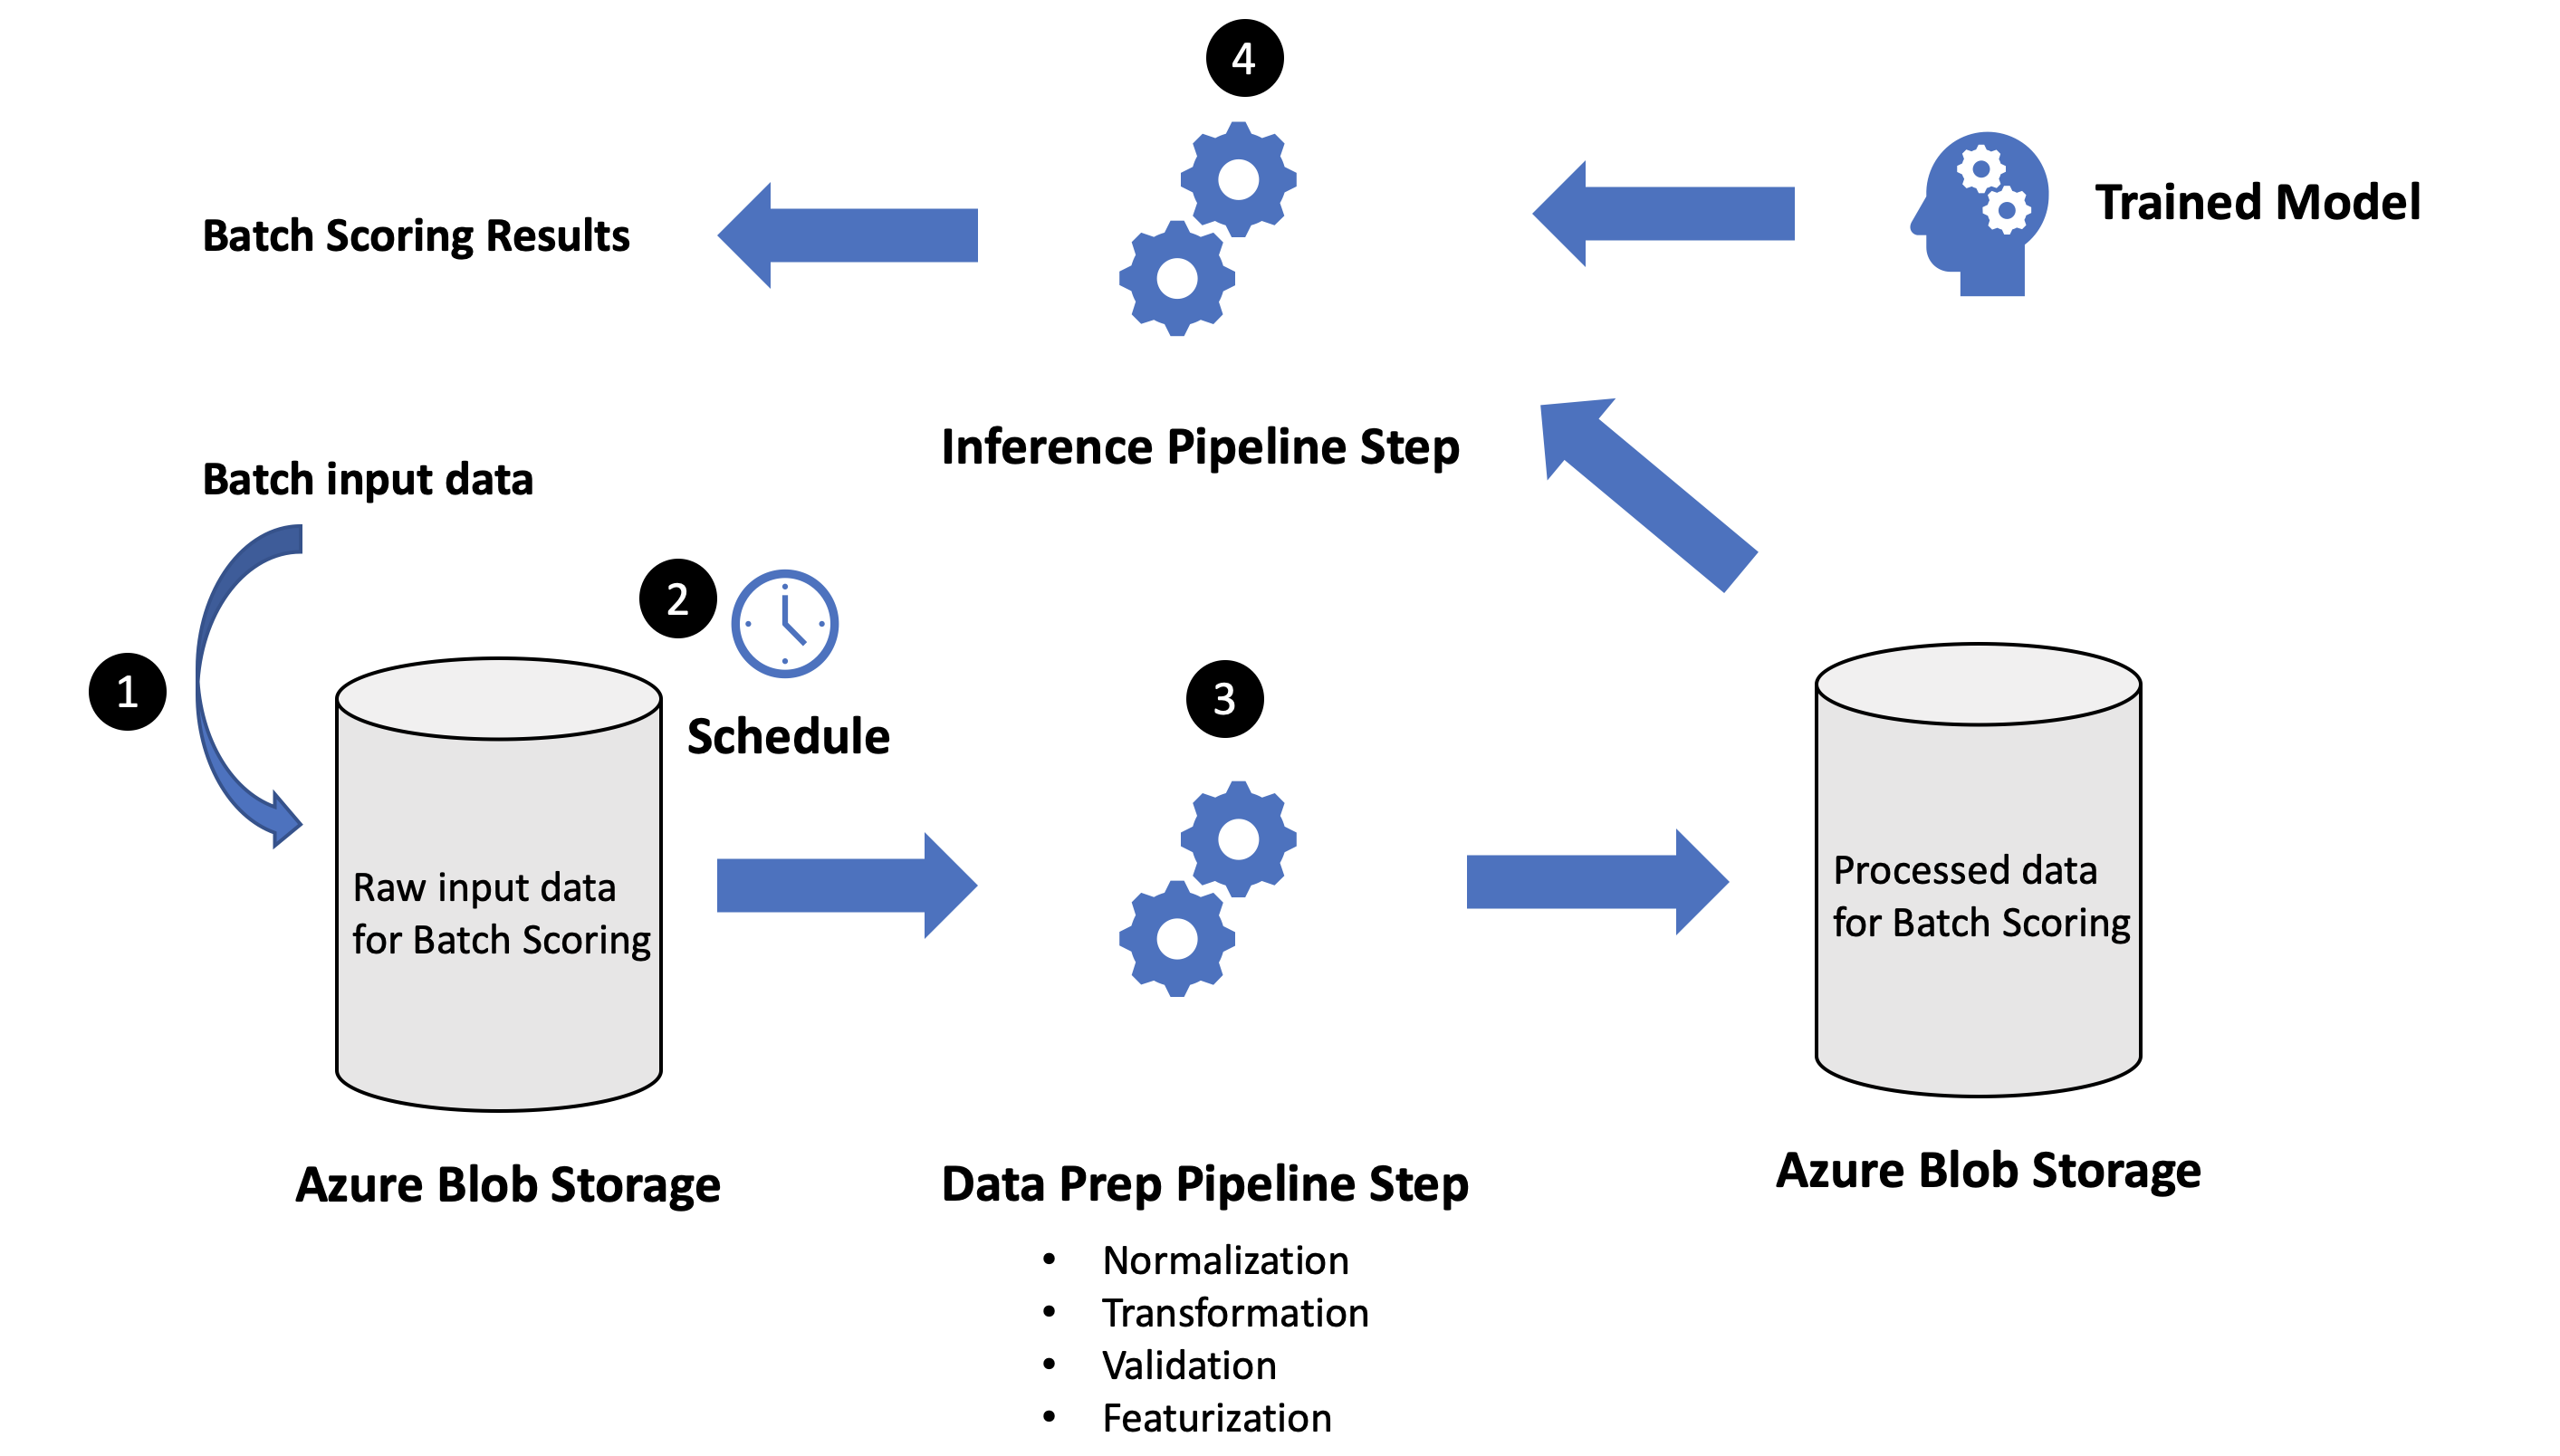 4
Trained Model
Batch Scoring Results
Inference Pipeline Step
Batch input data
2
1
3
Schedule
Raw input data
for Batch Scoring
Processed data
for Batch Scoring
Azure Blob Storage
Data Prep Pipeline Step
Azure Blob Storage
• Normalization
• Transformation
• Validation
• Featurization